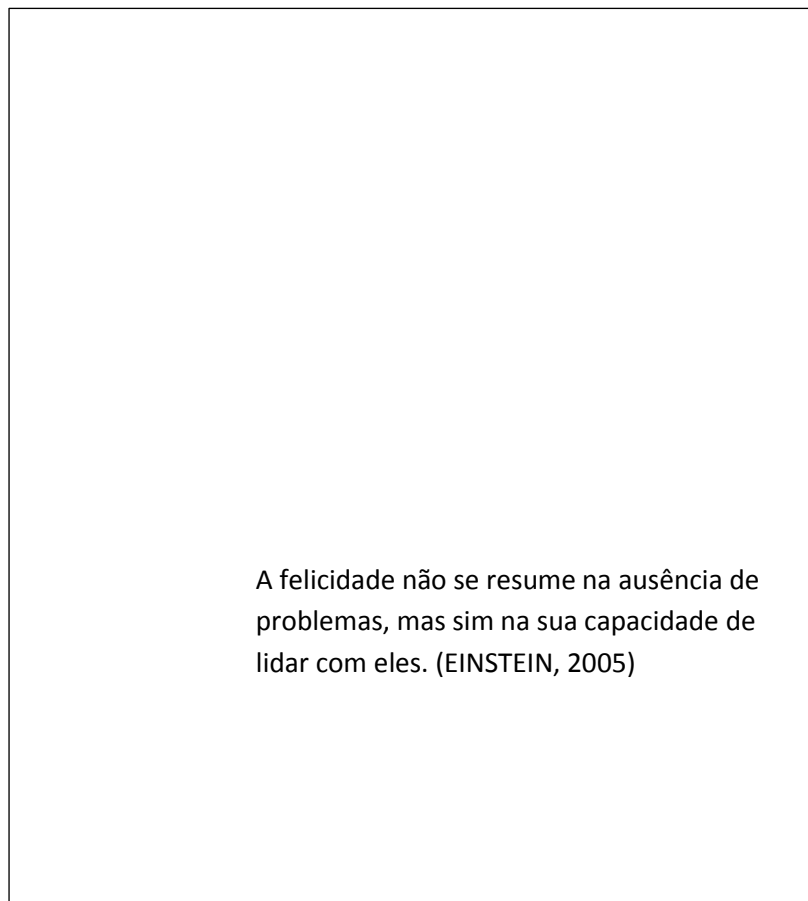 A felicidade não se resume na ausência de
problemas, mas sim na sua capacidade de
lidar com eles. (EINSTEIN, 2005)